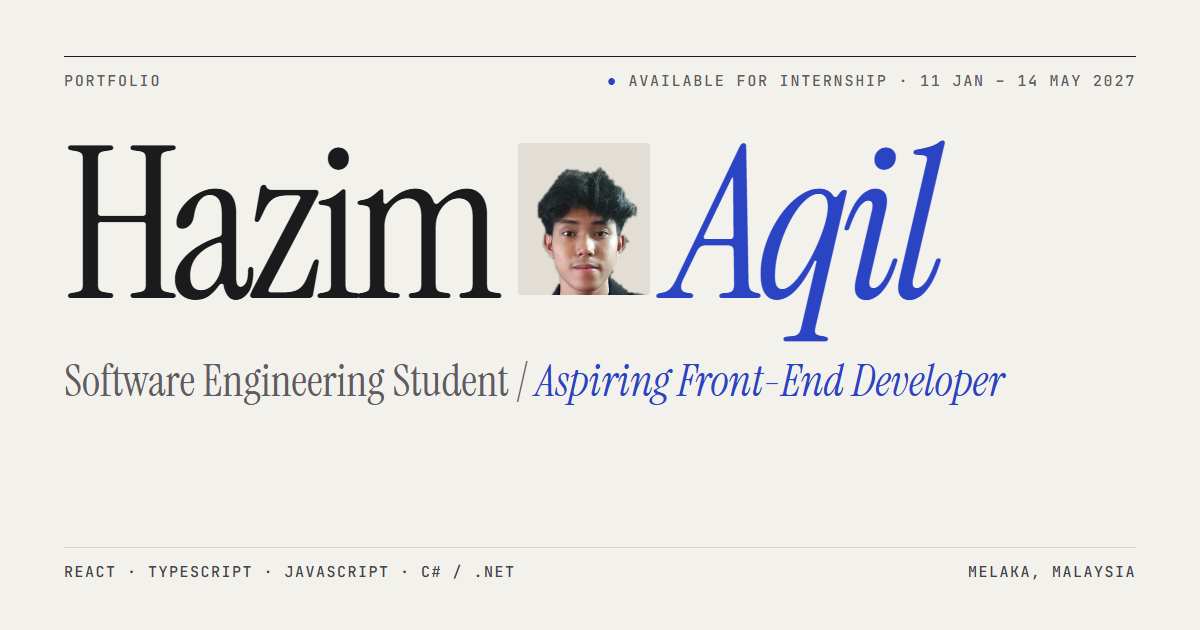 PORTFOLIO
• AVAILABLE FOR INTERNSHIP · 11 JAN – 14 MAY 2027
Hazim Aqil
Software Engineering Student / Aspiring Front-End Developer
REACT · TYPESCRIPT · JAVASCRIPT · C# / .NET
MELAKA, MALAYSIA